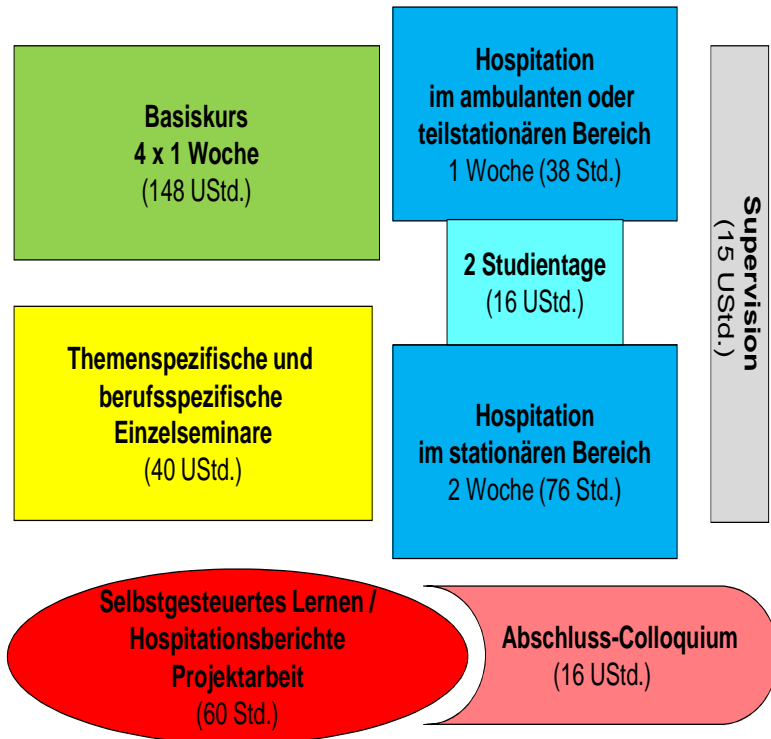 Basiskurs
4 x 1 Woche
(148 UStd.)
Hospitation
im ambulanten oder
teilstationären Bereich
1 Woche (38 Std.)
Supervision
(15 UStd.)
2 Studientage
(16 UStd.)
Themenspezifische und
berufsspezifische
Einzelseminare
(40 UStd.)
Hospitation
im stationären Bereich
2 Woche (76 Std.)
Selbstgesteuertes Lernen /
Hospitationsberichte
Projektarbeit
(60 Std.)
Abschluss-Colloquium
(16 UStd.)